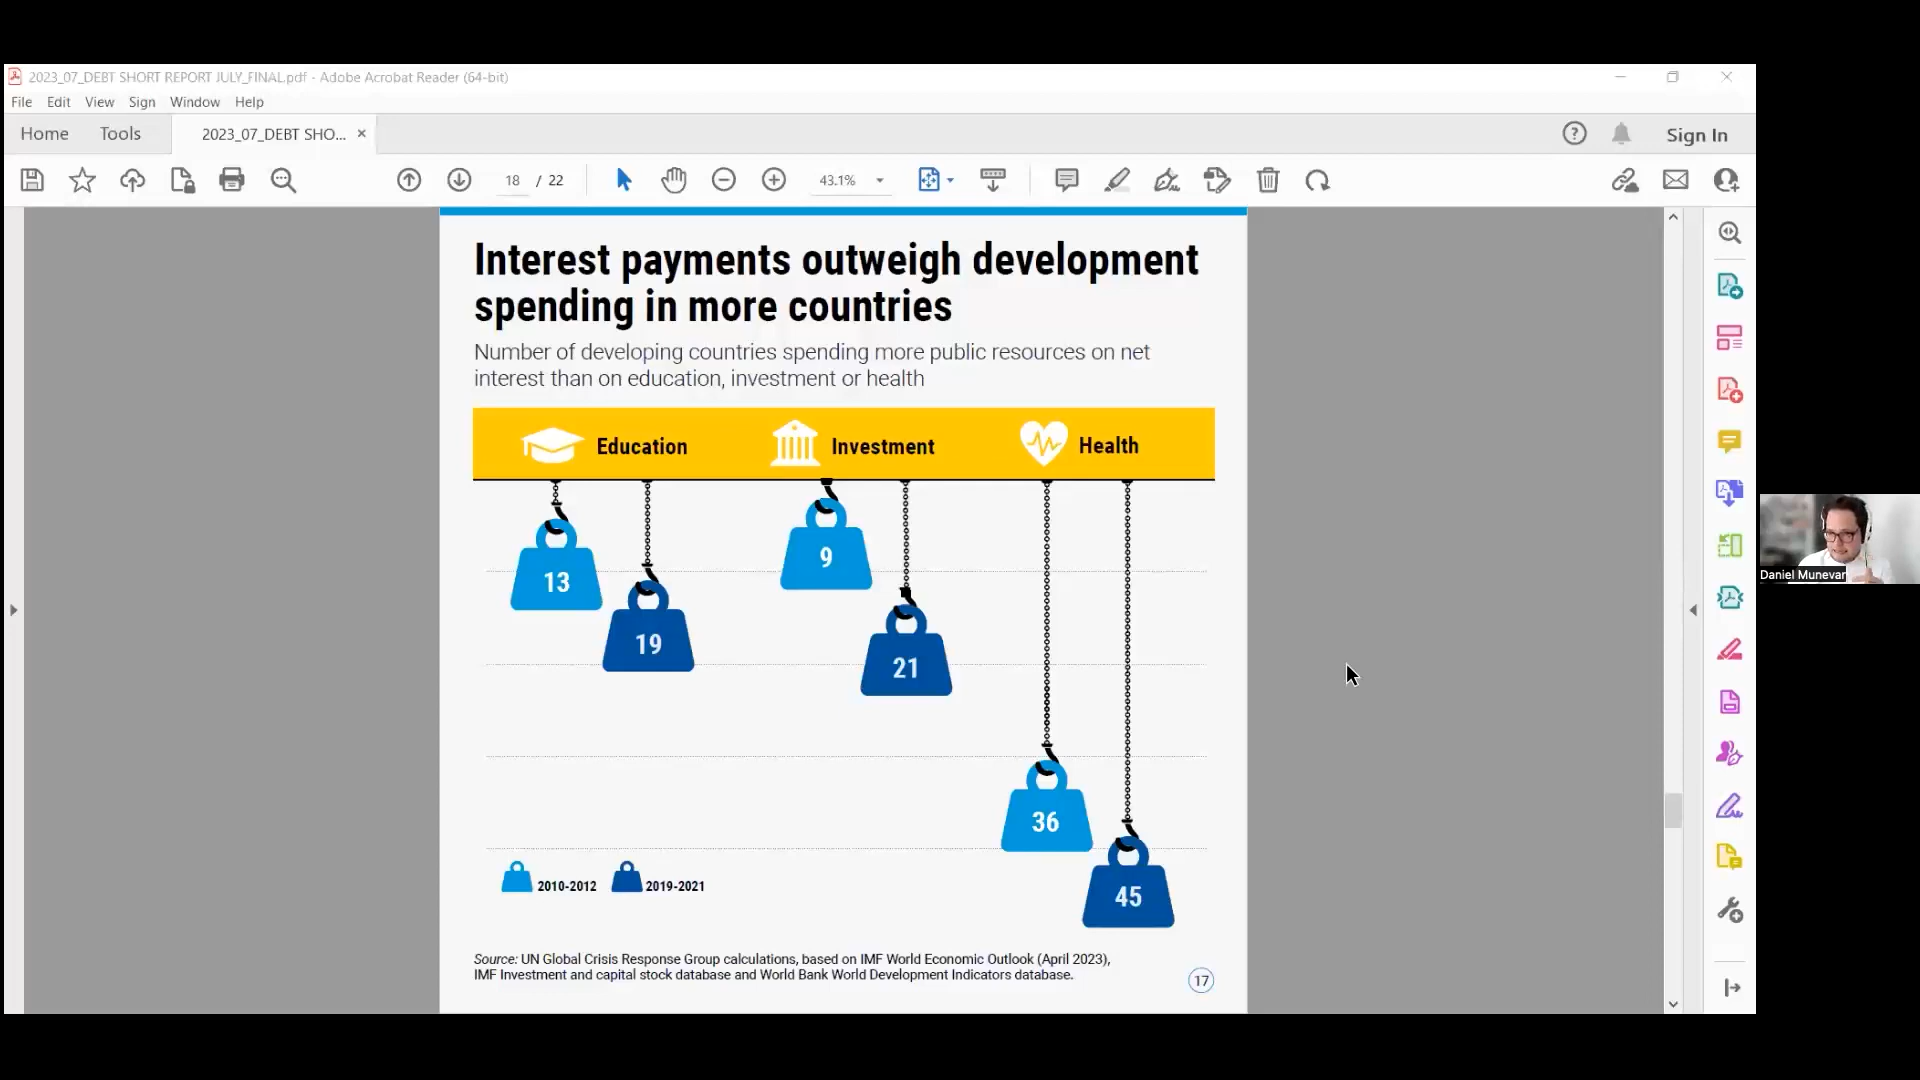 2023_07_DEBT SHORT REPORT JULY_FINAL.pdf - Adobe Acrobat Reader (64-bit)
File Edit View Sign Window Help
Home Tools 2023_07_DEBT SHO... × Sign In
18 / 22 43.1%
Interest payments outweigh development
spending in more countries
Number of developing countries spending more public resources on net
interest than on education, investment or health
Education Investment Health
13 19
9 21
36 45
2010-2012 2019-2021
Source: UN Global Crisis Response Group calculations, based on IMF World Economic Outlook (April 2023),
IMF Investment and capital stock database and World Bank World Development Indicators database.
17
Daniel Munevar